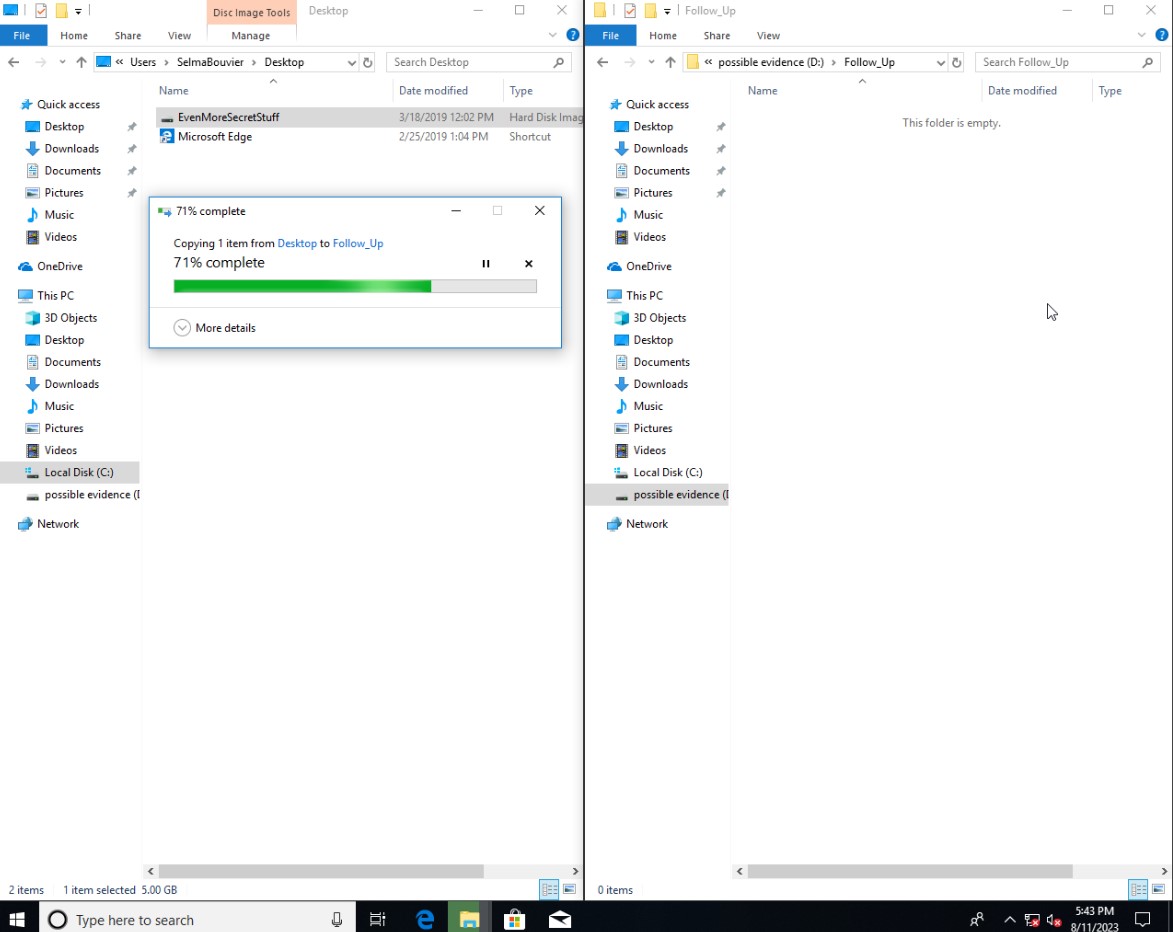 Disc Image Tools Desktop
File Home Share View Manage
« Users › SelmaBouvier › Desktop Search Desktop
Name Date modified Type
Quick access
Desktop
Downloads
Documents
Pictures
Music
Videos
OneDrive
This PC
3D Objects
Desktop
Documents
Downloads
Music
Pictures
Videos
Local Disk (C:)
possible evidence (D
Network
EvenMoreSecretStuff 3/18/2019 12:02 PM Hard Disk Imag
Microsoft Edge 2/25/2019 1:04 PM Shortcut
71% complete
Copying 1 item from Desktop to Follow_Up
71% complete
More details
2 items 1 item selected 5.00 GB
Follow_Up
File Home Share View
« possible evidence (D:) › Follow_Up Search Follow_Up
Name Date modified Type
This folder is empty.
Quick access
Desktop
Downloads
Documents
Pictures
Music
Videos
OneDrive
This PC
3D Objects
Desktop
Documents
Downloads
Music
Pictures
Videos
Local Disk (C:)
possible evidence (D
Network
0 items
Type here to search
5:43 PM
8/11/2023